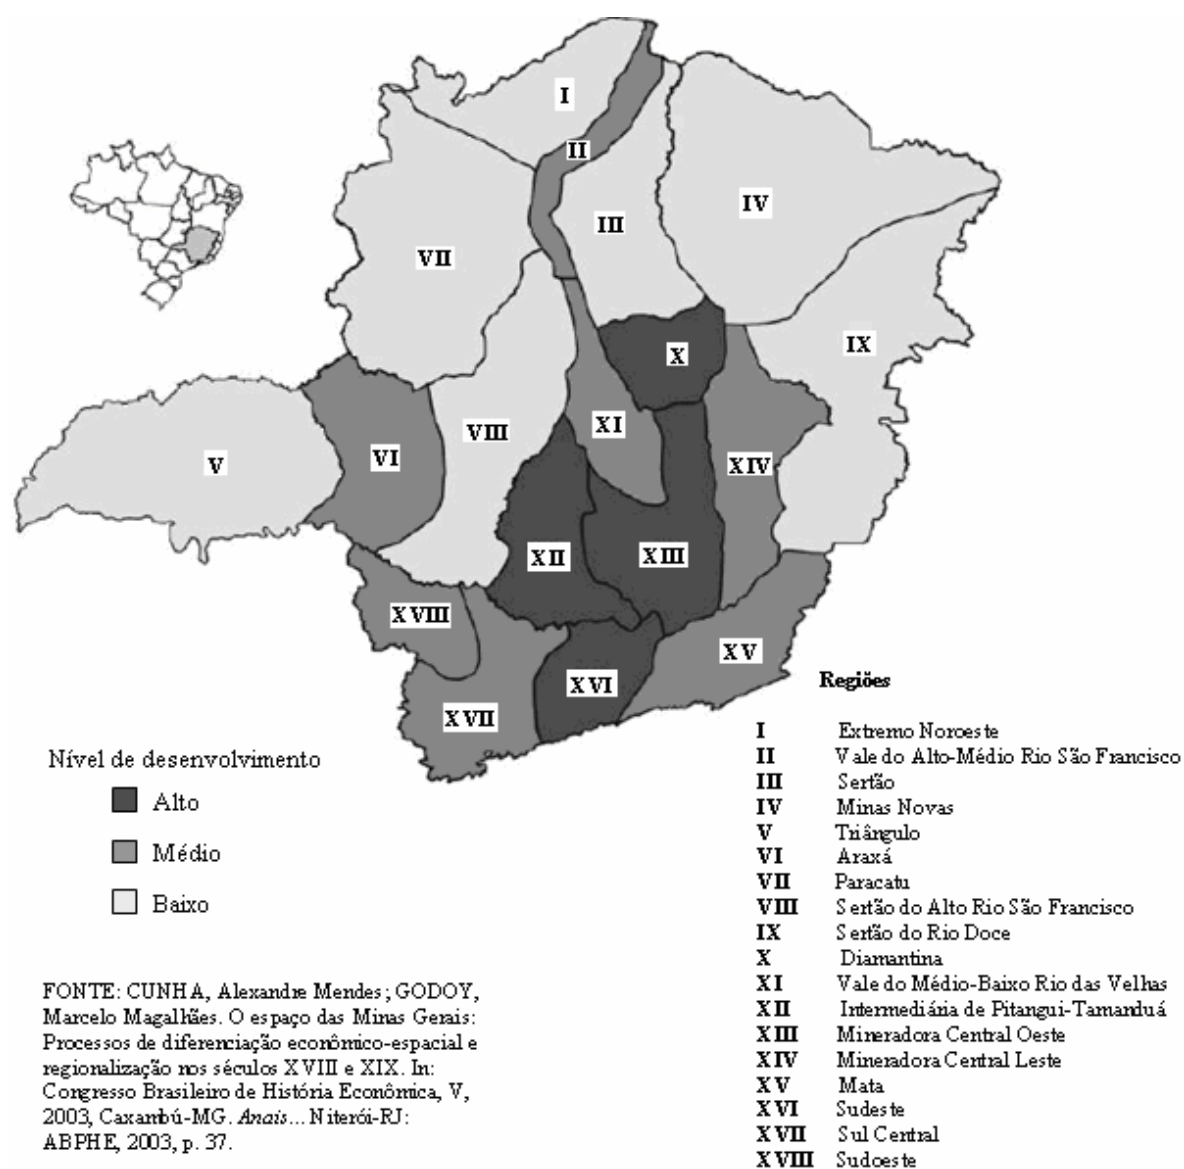 I
II
III
IV
VII
IX
X
VIII
XI
V
VI
XIV
XII
XIII
XVIII
XV
XVI
XVII
Regiões
I Extremo Noroeste
II Vale do Alto-Médio Rio São Francisco
III Sertão
IV Minas Novas
V Triângulo
VI Araxá
VII Paracatu
VIII Sertão do Alto Rio São Francisco
IX Sertão do Rio Doce
X Diamantina
XI Vale do Médio-Baixo Rio das Velhas
XII Intermediária de Pitangui-Tamanduá
XIII Mineradora Central Oeste
XIV Mineradora Central Leste
XV Mata
XVI Sudeste
XVII Sul Central
XVIII Sudoeste
Nível de desenvolvimento
Alto
Médio
Baixo
FONTE: CUNHA, Alexandre Mendes; GODOY,
Marcelo Magalhães. O espaço das Minas Gerais:
Processos de diferenciação econômico-espacial e
regionalização nos séculos XVIII e XIX. In:
Congresso Brasileiro de História Econômica, V,
2003, Caxambú-MG. Anais... Niterói-RJ:
ABPHE, 2003, p. 37.